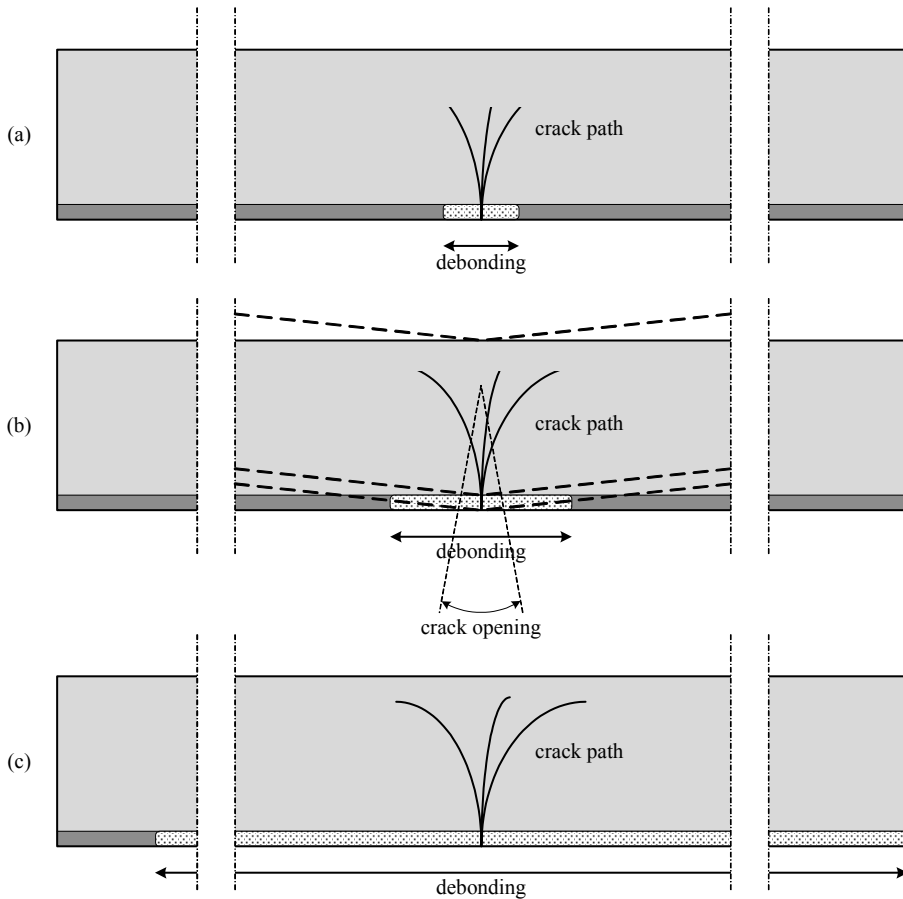 (a)
crack path
debonding
(b)
crack path
debonding
crack opening
(c)
crack path
debonding